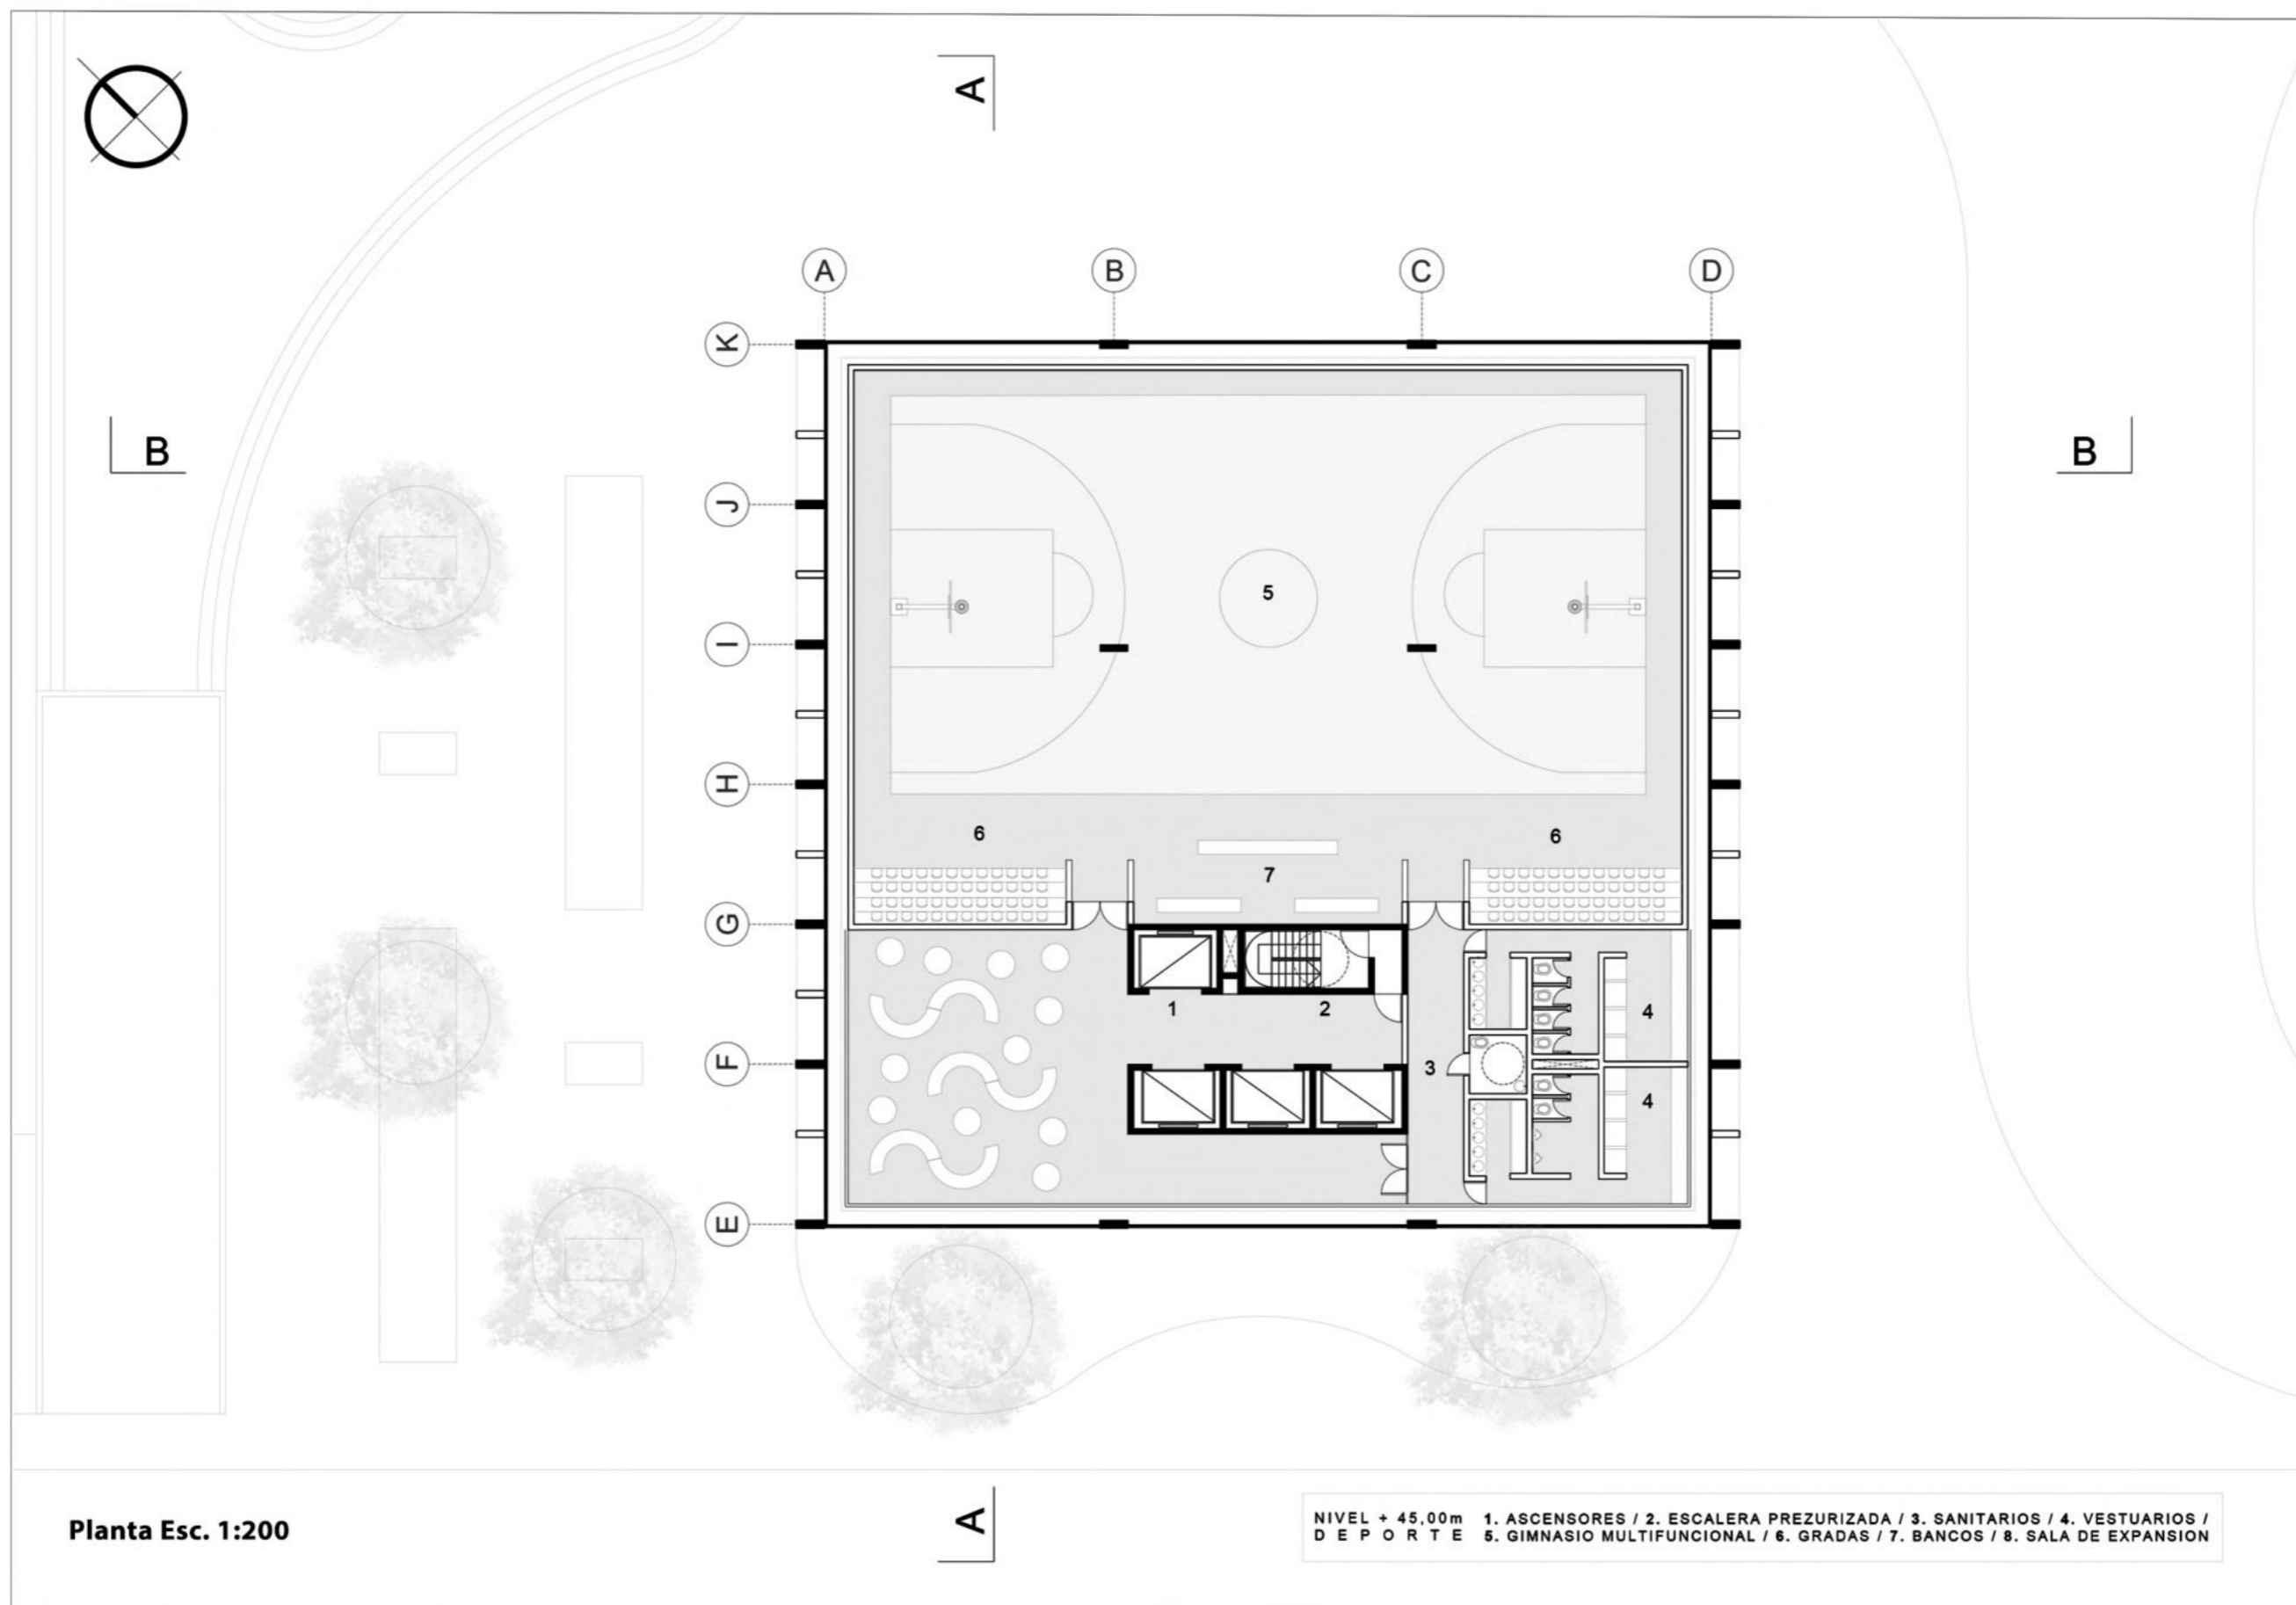 A
A B C D
K
B
B
J
5
I
H
6
6
7
G
1
2
4
F
3
4
E
A
Planta Esc. 1:200
NIVEL + 45,00m 1. ASCENSORES / 2. ESCALERA PREZURIZADA / 3. SANITARIOS / 4. VESTUARIOS /
DEPORTE 5. GIMNASIO MULTIFUNCIONAL / 6. GRADAS / 7. BANCOS / 8. SALA DE EXPANSION